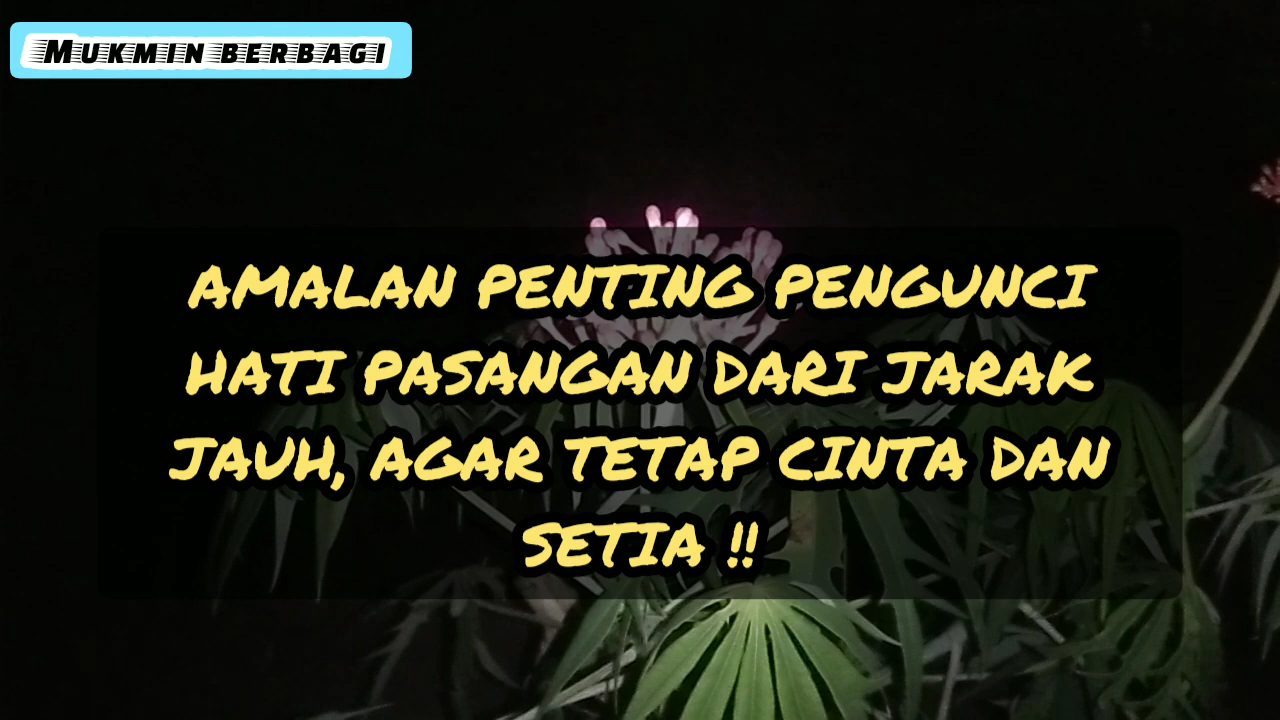 MUKMIN BERBAGI
AMALAN PENTING PENGUNCI
HATI PASANGAN DARI JARAK
JAUH, AGAR TETAP CINTA DAN
SETIA !!